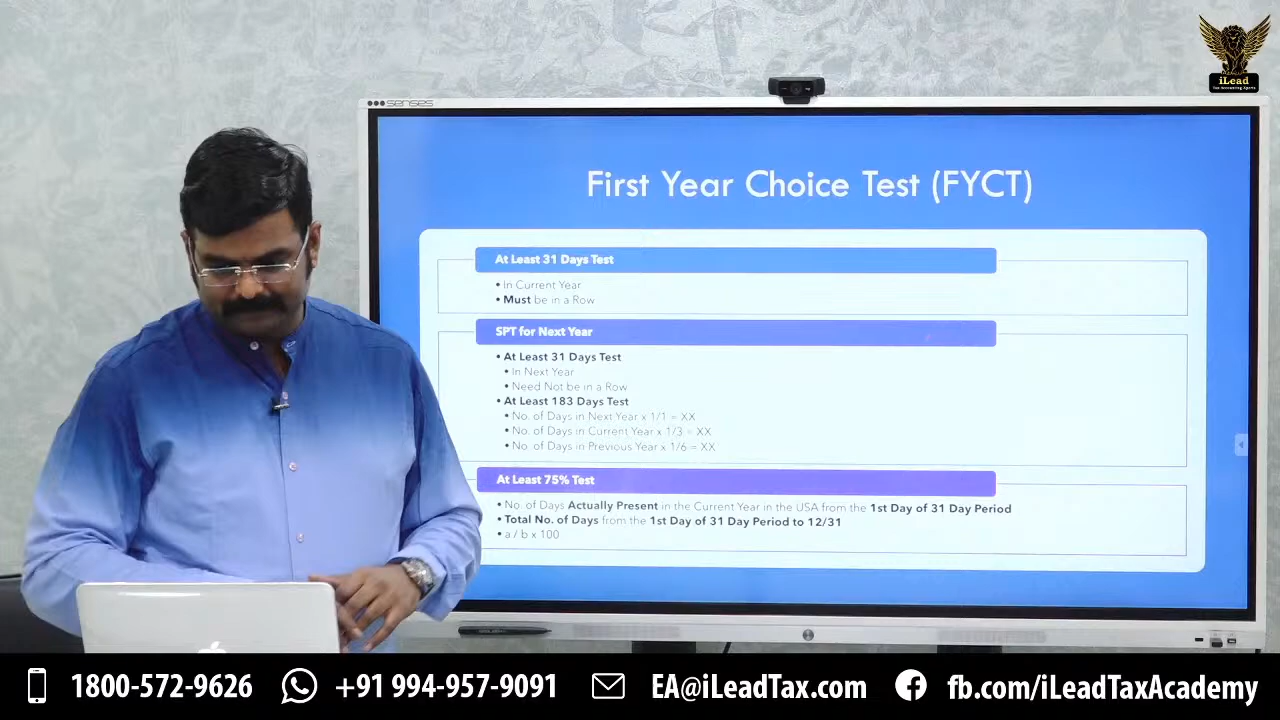 iLead
Tax Accounting Xperts
senses
First Year Choice Test (FYCT)
At Least 31 Days Test
• In Current Year
• Must be in a Row
SPT for Next Year
• At Least 31 Days Test
• In Next Year
• Need Not be in a Row
• At Least 183 Days Test
• No. of Days in Next Year x 1/1 = XX
• No. of Days in Current Year x 1/3 = XX
• No. of Days in Previous Year x 1/6 = XX
At Least 75% Test
• No. of Days Actually Present in the Current Year in the USA from the 1st Day of 31 Day Period
• Total No. of Days from the 1st Day of 31 Day Period to 12/31
• a / b x 100
1800-572-9626
+91 994-957-9091
EA@iLeadTax.com
fb.com/iLeadTaxAcademy